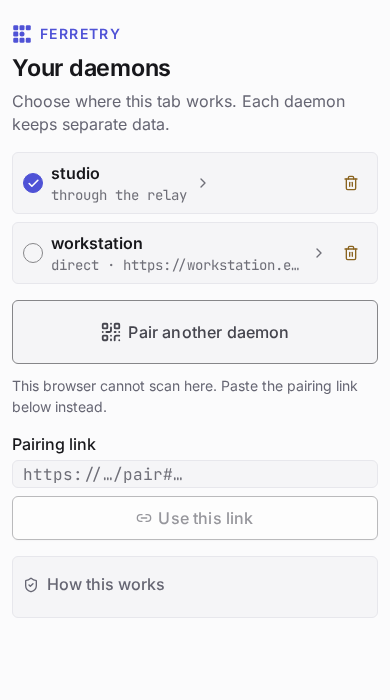 FERRETRY
Your daemons
Choose where this tab works. Each daemon
keeps separate data.
studio
through the relay
workstation
direct · https://workstation.e…
Pair another daemon
This browser cannot scan here. Paste the pairing link
below instead.
Pairing link
https://…/pair#…
Use this link
How this works